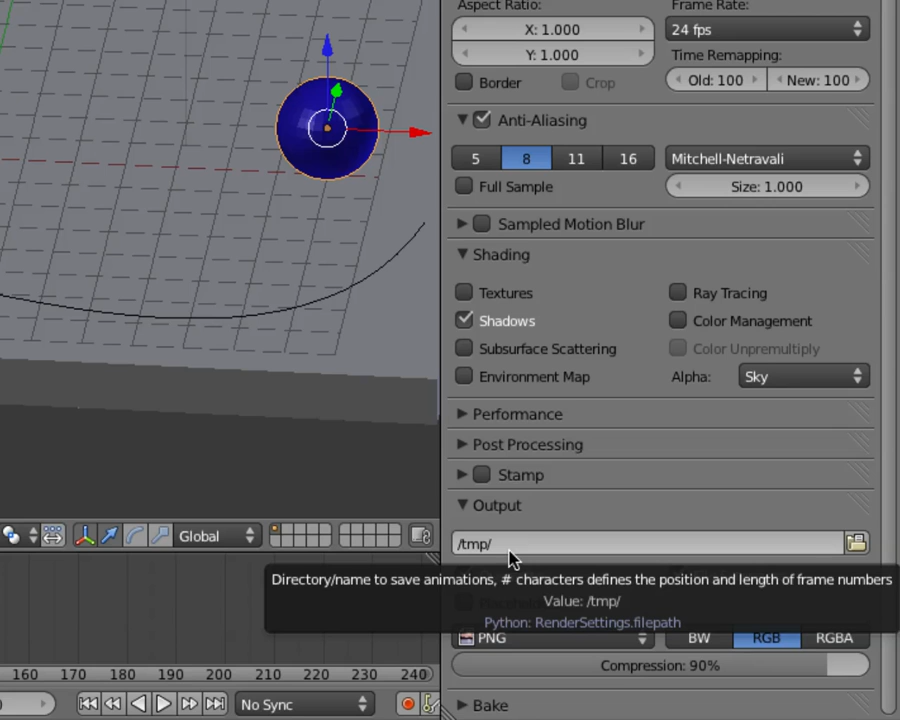 Aspect Ratio:
Frame Rate:
X: 1.000
24 fps
Y: 1.000
Time Remapping:
Border
Crop
Old: 100
New: 100
Anti-Aliasing
5
8
11
16
Mitchell-Netravali
Full Sample
Size: 1.000
Sampled Motion Blur
Shading
Textures
Ray Tracing
Shadows
Color Management
Subsurface Scattering
Color Unpremultiply
Environment Map
Alpha:
Sky
Performance
Post Processing
Stamp
Output
Global
/tmp/
Directory/name to save animations, # characters defines the position and length of frame numbers
Value: /tmp/
Python: RenderSettings.filepath
PNG
BW
RGB
RGBA
Compression: 90%
160
170
180
190
200
210
220
230
240
No Sync
Bake